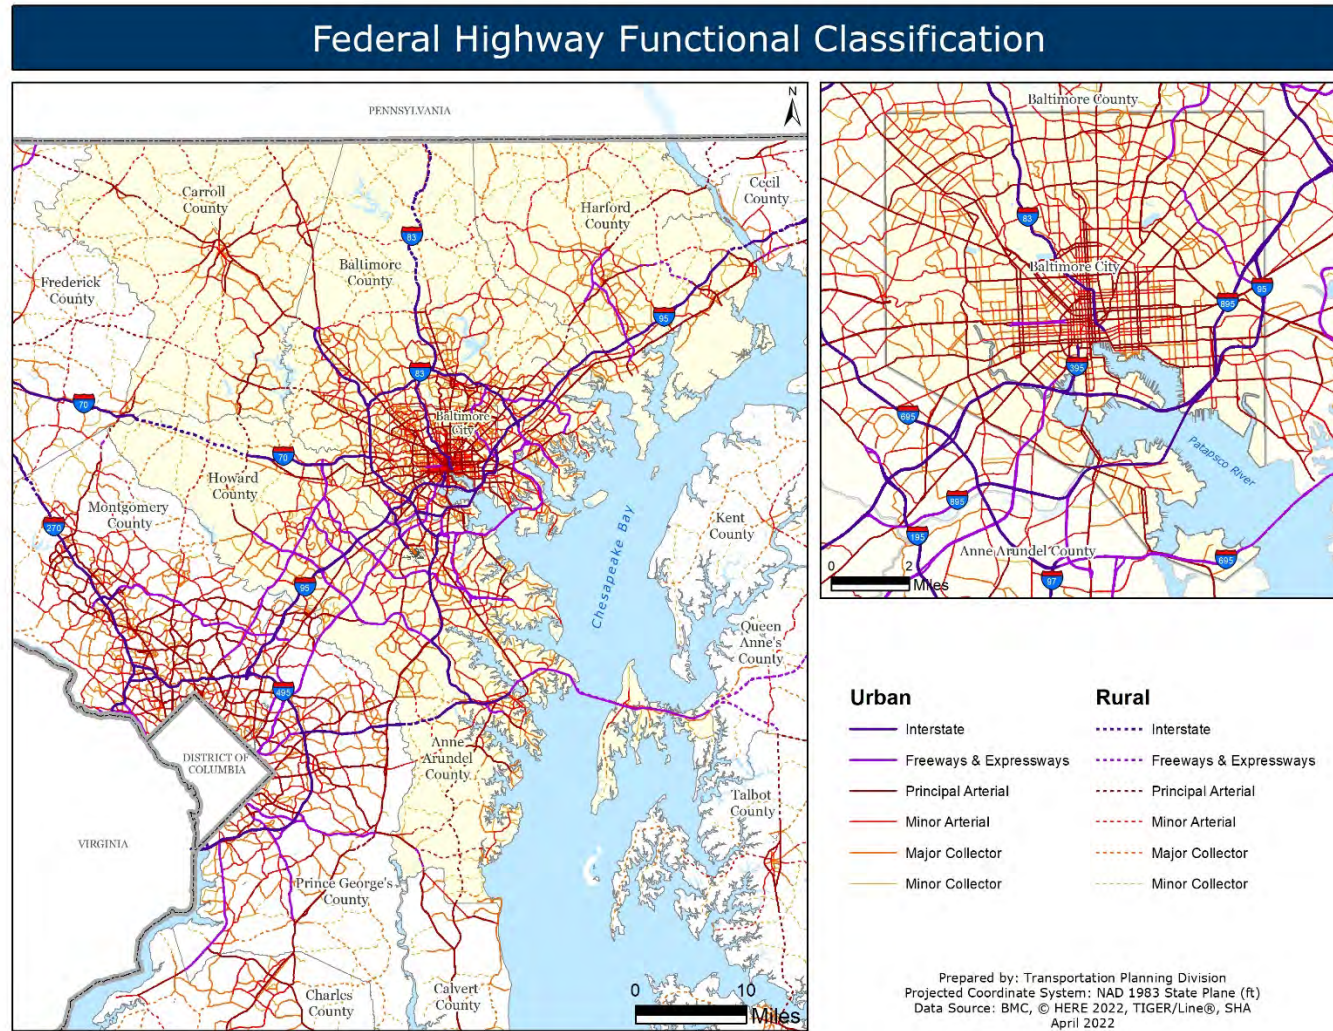 Federal Highway Functional Classification
N
PENNSYLVANIA
Carroll
County
Cecil
County
Harford
County
83
Baltimore
County
Frederick
County
95
83
70
Baltimore
City
70
Howard
County
Montgomery
County
270
Kent
County
Chesapeake Bay
95
Queen
Anne's
County
495
DISTRICT OF
COLUMBIA
Anne
Arundel
County
Talbot
County
VIRGINIA
Prince George's
County
Charles
County
Calvert
County
0 10
Miles
Baltimore County
83
Baltimore City
95
895
395
695
Patapsco River
895
195
Anne Arundel County
695
97
0 2
Miles
Urban
Interstate
Freeways & Expressways
Principal Arterial
Minor Arterial
Major Collector
Minor Collector
Rural
Interstate
Freeways & Expressways
Principal Arterial
Minor Arterial
Major Collector
Minor Collector
Prepared by: Transportation Planning Division
Projected Coordinate System: NAD 1983 State Plane (ft)
Data Source: BMC, © HERE 2022, TIGER/Line®, SHA
April 2022